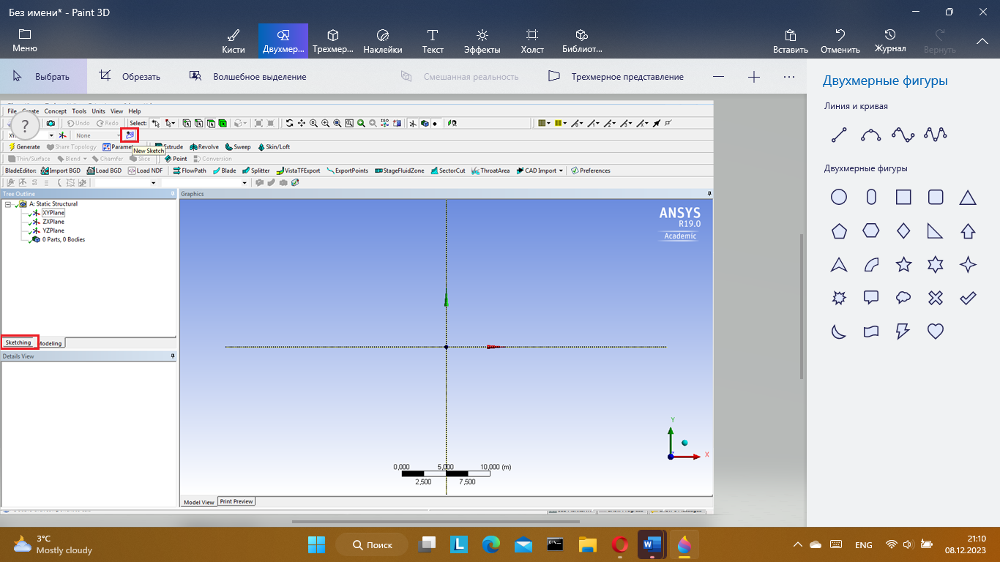 Без имени* - Paint 3D
Меню
Кисти
Двухмер...
Трехмер...
Наклейки
Текст
Эффекты
Холст
Библиот...
Вставить
Отменить
Журнал
Вернуть
Выбрать
Обрезать
Волшебное выделение
Смешанная реальность
Трехмерное представление
Двухмерные фигуры
Линия и кривая
Двухмерные фигуры
File Create Concept Tools Units View Help
?
Undo Redo Select:
None
New Sketch
Generate Share Topology Revolve Sweep Skin/Loft
Thin/Surface Blend Chamfer Slice Point Conversion
BladeEditor: Import BGD Load BGD Load NDF FlowPath Blade Splitter VistaTFExport ExportPoints StageFluidZone SectorCut ThroatArea CAD Import Preferences
Tree Outline
Graphics
A: Static Structural
XYPlane
ZXPlane
YZPlane
0 Parts, 0 Bodies
Sketching Modeling
Details View
ANSYS
R19.0
Academic
Y
X
0,000 5,000 10,000 (m)
2,500 7,500
Model View Print Preview
3°C
Mostly cloudy
Поиск
ENG
21:10
08.12.2023